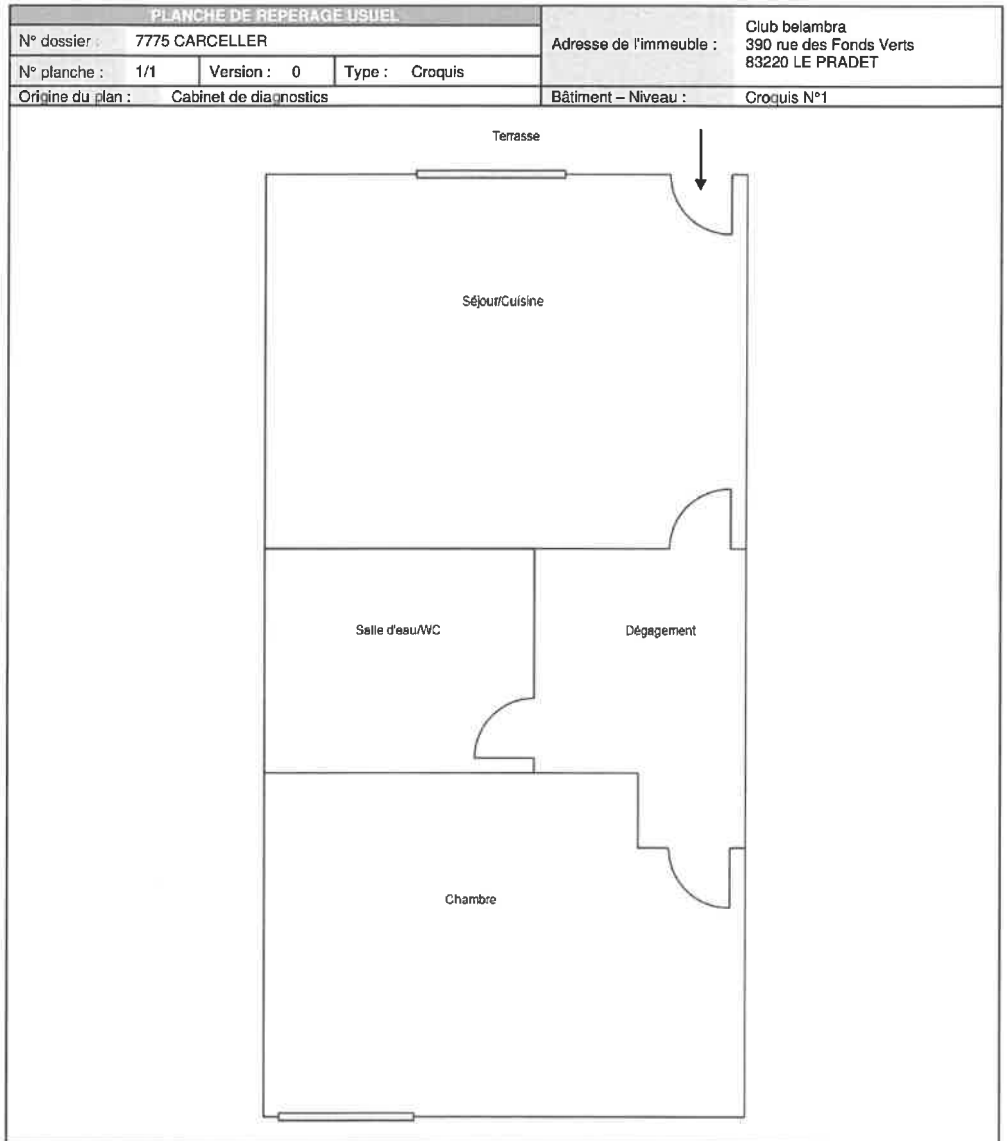 PLANCHE DE REPERAGE USUEL
N° dossier : 7775 CARCELLER
Adresse de l'immeuble :
Club belambra
390 rue des Fonds Verts
83220 LE PRADET
N° planche : 1/1 Version : 0 Type : Croquis
Origine du plan : Cabinet de diagnostics
Bâtiment – Niveau : Croquis N°1
Terrasse
Séjour/Cuisine
Salle d'eau/WC
Dégagement
Chambre